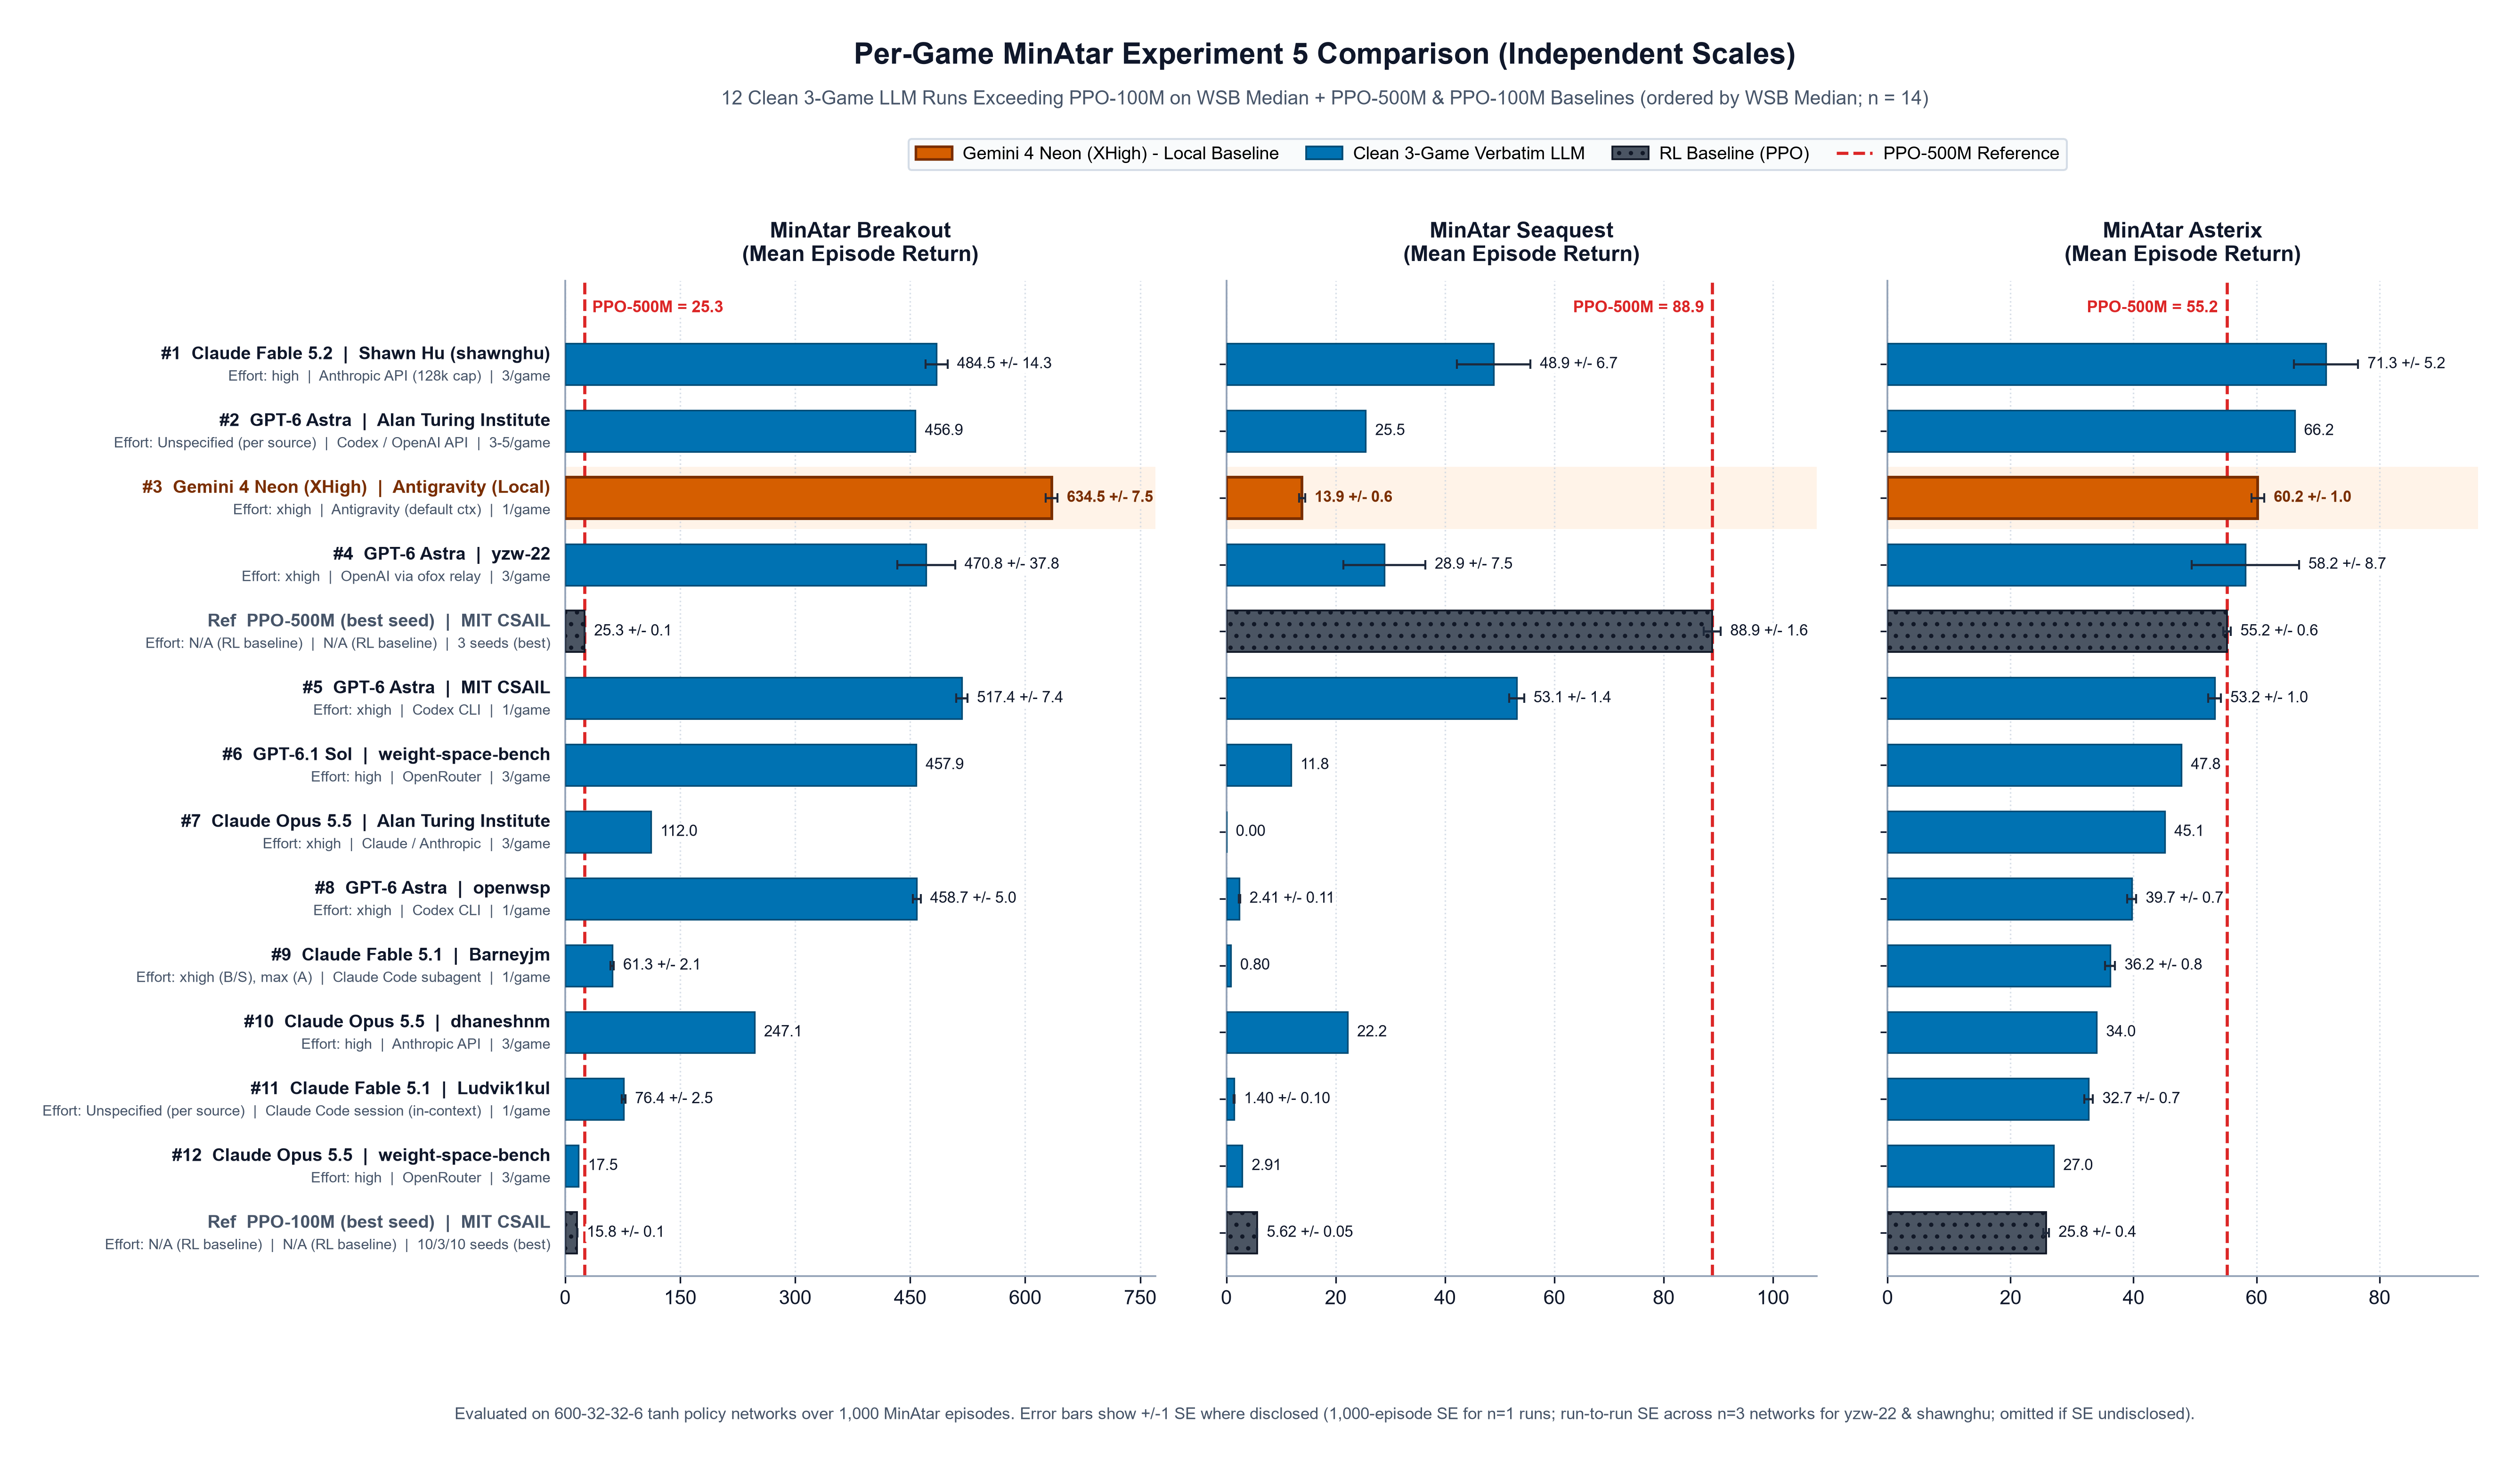 Per-Game MinAtar Experiment 5 Comparison (Independent Scales)
12 Clean 3-Game LLM Runs Exceeding PPO-100M on WSB Median + PPO-500M & PPO-100M Baselines (ordered by WSB Median; n = 14)
Gemini 4 Neon (XHigh) - Local Baseline
Clean 3-Game Verbatim LLM
RL Baseline (PPO)
PPO-500M Reference
MinAtar Breakout
(Mean Episode Return)
MinAtar Seaquest
(Mean Episode Return)
MinAtar Asterix
(Mean Episode Return)
PPO-500M = 25.3
PPO-500M = 88.9
PPO-500M = 55.2
#1 Claude Fable 5.2 | Shawn Hu (shawnghu)
Effort: high | Anthropic API (128k cap) | 3/game
484.5 +/- 14.3
48.9 +/- 6.7
71.3 +/- 5.2
#2 GPT-6 Astra | Alan Turing Institute
Effort: Unspecified (per source) | Codex / OpenAI API | 3-5/game
456.9
25.5
66.2
#3 Gemini 4 Neon (XHigh) | Antigravity (Local)
Effort: xhigh | Antigravity (default ctx) | 1/game
634.5 +/- 7.5
13.9 +/- 0.6
60.2 +/- 1.0
#4 GPT-6 Astra | yzw-22
Effort: xhigh | OpenAI via ofox relay | 3/game
470.8 +/- 37.8
28.9 +/- 7.5
58.2 +/- 8.7
Ref PPO-500M (best seed) | MIT CSAIL
Effort: N/A (RL baseline) | N/A (RL baseline) | 3 seeds (best)
25.3 +/- 0.1
88.9 +/- 1.6
55.2 +/- 0.6
#5 GPT-6 Astra | MIT CSAIL
Effort: xhigh | Codex CLI | 1/game
517.4 +/- 7.4
53.1 +/- 1.4
53.2 +/- 1.0
#6 GPT-6.1 Sol | weight-space-bench
Effort: high | OpenRouter | 3/game
457.9
11.8
47.8
#7 Claude Opus 5.5 | Alan Turing Institute
Effort: xhigh | Claude / Anthropic | 3/game
112.0
0.00
45.1
#8 GPT-6 Astra | openwsp
Effort: xhigh | Codex CLI | 1/game
458.7 +/- 5.0
2.41 +/- 0.11
39.7 +/- 0.7
#9 Claude Fable 5.1 | Barneyjm
Effort: xhigh (B/S), max (A) | Claude Code subagent | 1/game
61.3 +/- 2.1
0.80
36.2 +/- 0.8
#10 Claude Opus 5.5 | dhaneshnm
Effort: high | Anthropic API | 3/game
247.1
22.2
34.0
#11 Claude Fable 5.1 | Ludvik1kul
Effort: Unspecified (per source) | Claude Code session (in-context) | 1/game
76.4 +/- 2.5
1.40 +/- 0.10
32.7 +/- 0.7
#12 Claude Opus 5.5 | weight-space-bench
Effort: high | OpenRouter | 3/game
17.5
2.91
27.0
Ref PPO-100M (best seed) | MIT CSAIL
Effort: N/A (RL baseline) | N/A (RL baseline) | 10/3/10 seeds (best)
15.8 +/- 0.1
5.62 +/- 0.05
25.8 +/- 0.4
0 150 300 450 600 750
0 20 40 60 80 100
0 20 40 60 80
Evaluated on 600-32-32-6 tanh policy networks over 1,000 MinAtar episodes. Error bars show +/-1 SE where disclosed (1,000-episode SE for n=1 runs; run-to-run SE across n=3 networks for yzw-22 & shawnghu; omitted if SE undisclosed).